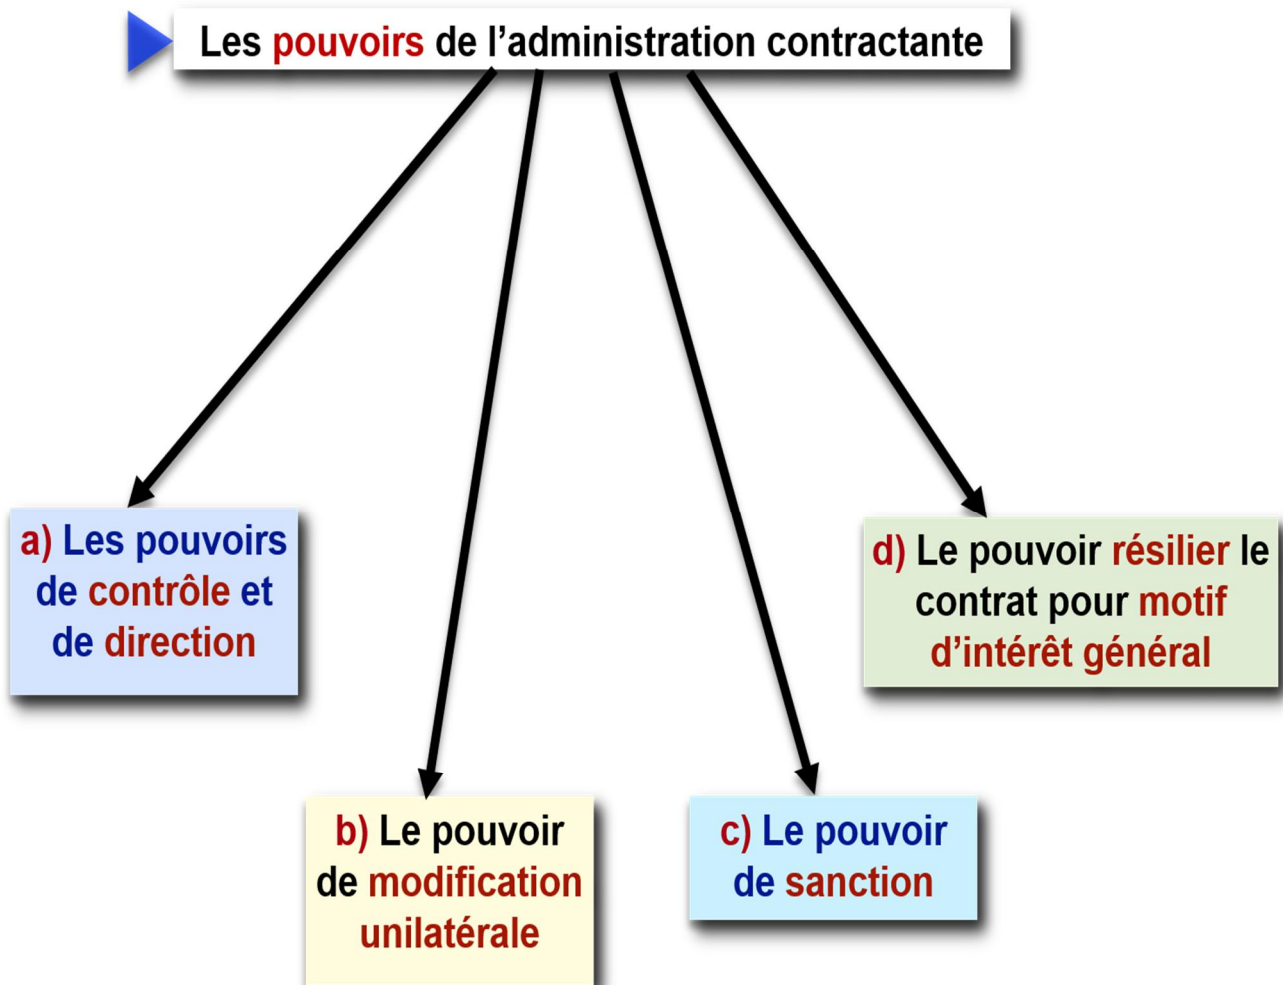 Les pouvoirs de l’administration contractante
a) Les pouvoirs
de contrôle et
de direction
b) Le pouvoir
de modification
unilatérale
c) Le pouvoir
de sanction
d) Le pouvoir résilier le
contrat pour motif
d’intérêt général